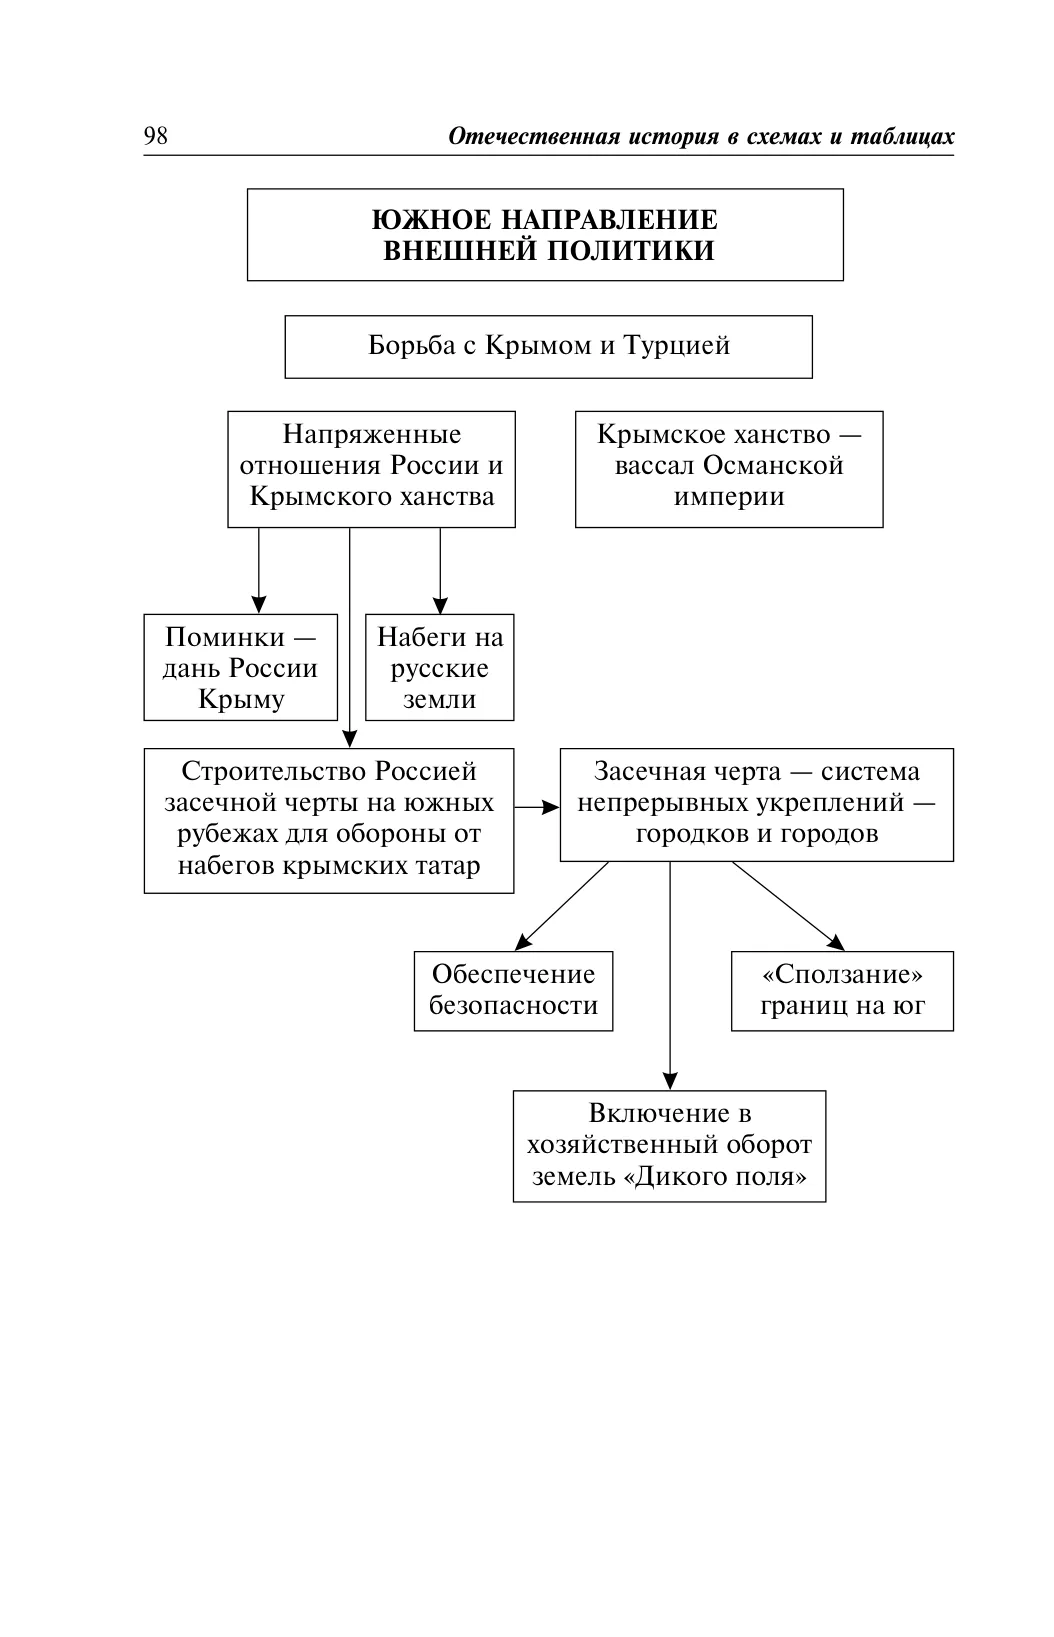 98
Отечественная история в схемах и таблицах
ЮЖНОЕ НАПРАВЛЕНИЕ
ВНЕШНЕЙ ПОЛИТИКИ
Борьба с Крымом и Турцией
Напряженные
отношения России и
Крымского ханства
Крымское ханство —
вассал Османской
империи
Поминки —
дань России
Крыму
Набеги на
русские
земли
Строительство Россией
засечной черты на южных
рубежах для обороны от
набегов крымских татар
Засечная черта — система
непрерывных укреплений —
городков и городов
Обеспечение
безопасности
«Сползание»
границ на юг
Включение в
хозяйственный оборот
земель «Дикого поля»